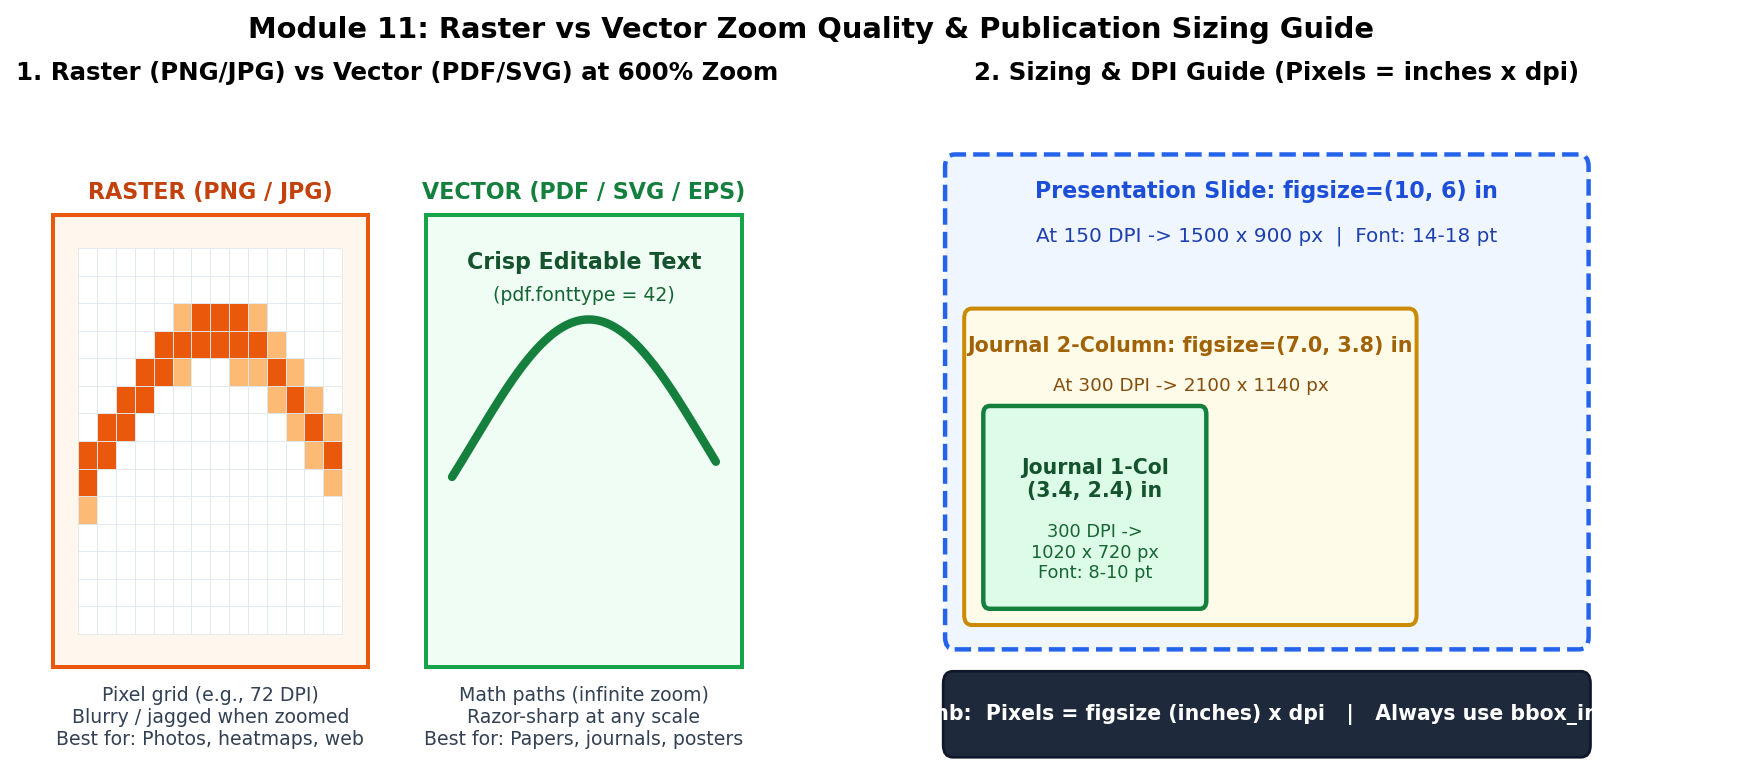 Module 11: Raster vs Vector Zoom Quality & Publication Sizing Guide
1. Raster (PNG/JPG) vs Vector (PDF/SVG) at 600% Zoom
RASTER (PNG / JPG)
Pixel grid (e.g., 72 DPI)
Blurry / jagged when zoomed
Best for: Photos, heatmaps, web
VECTOR (PDF / SVG / EPS)
Crisp Editable Text
(pdf.fonttype = 42)
Math paths (infinite zoom)
Razor-sharp at any scale
Best for: Papers, journals, posters
2. Sizing & DPI Guide (Pixels = inches x dpi)
Presentation Slide: figsize=(10, 6) in
At 150 DPI -> 1500 x 900 px | Font: 14-18 pt
Journal 2-Column: figsize=(7.0, 3.8) in
At 300 DPI -> 2100 x 1140 px
Journal 1-Col
(3.4, 2.4) in
300 DPI ->
1020 x 720 px
Font: 8-10 pt
Pixels = figsize (inches) x dpi | Always use